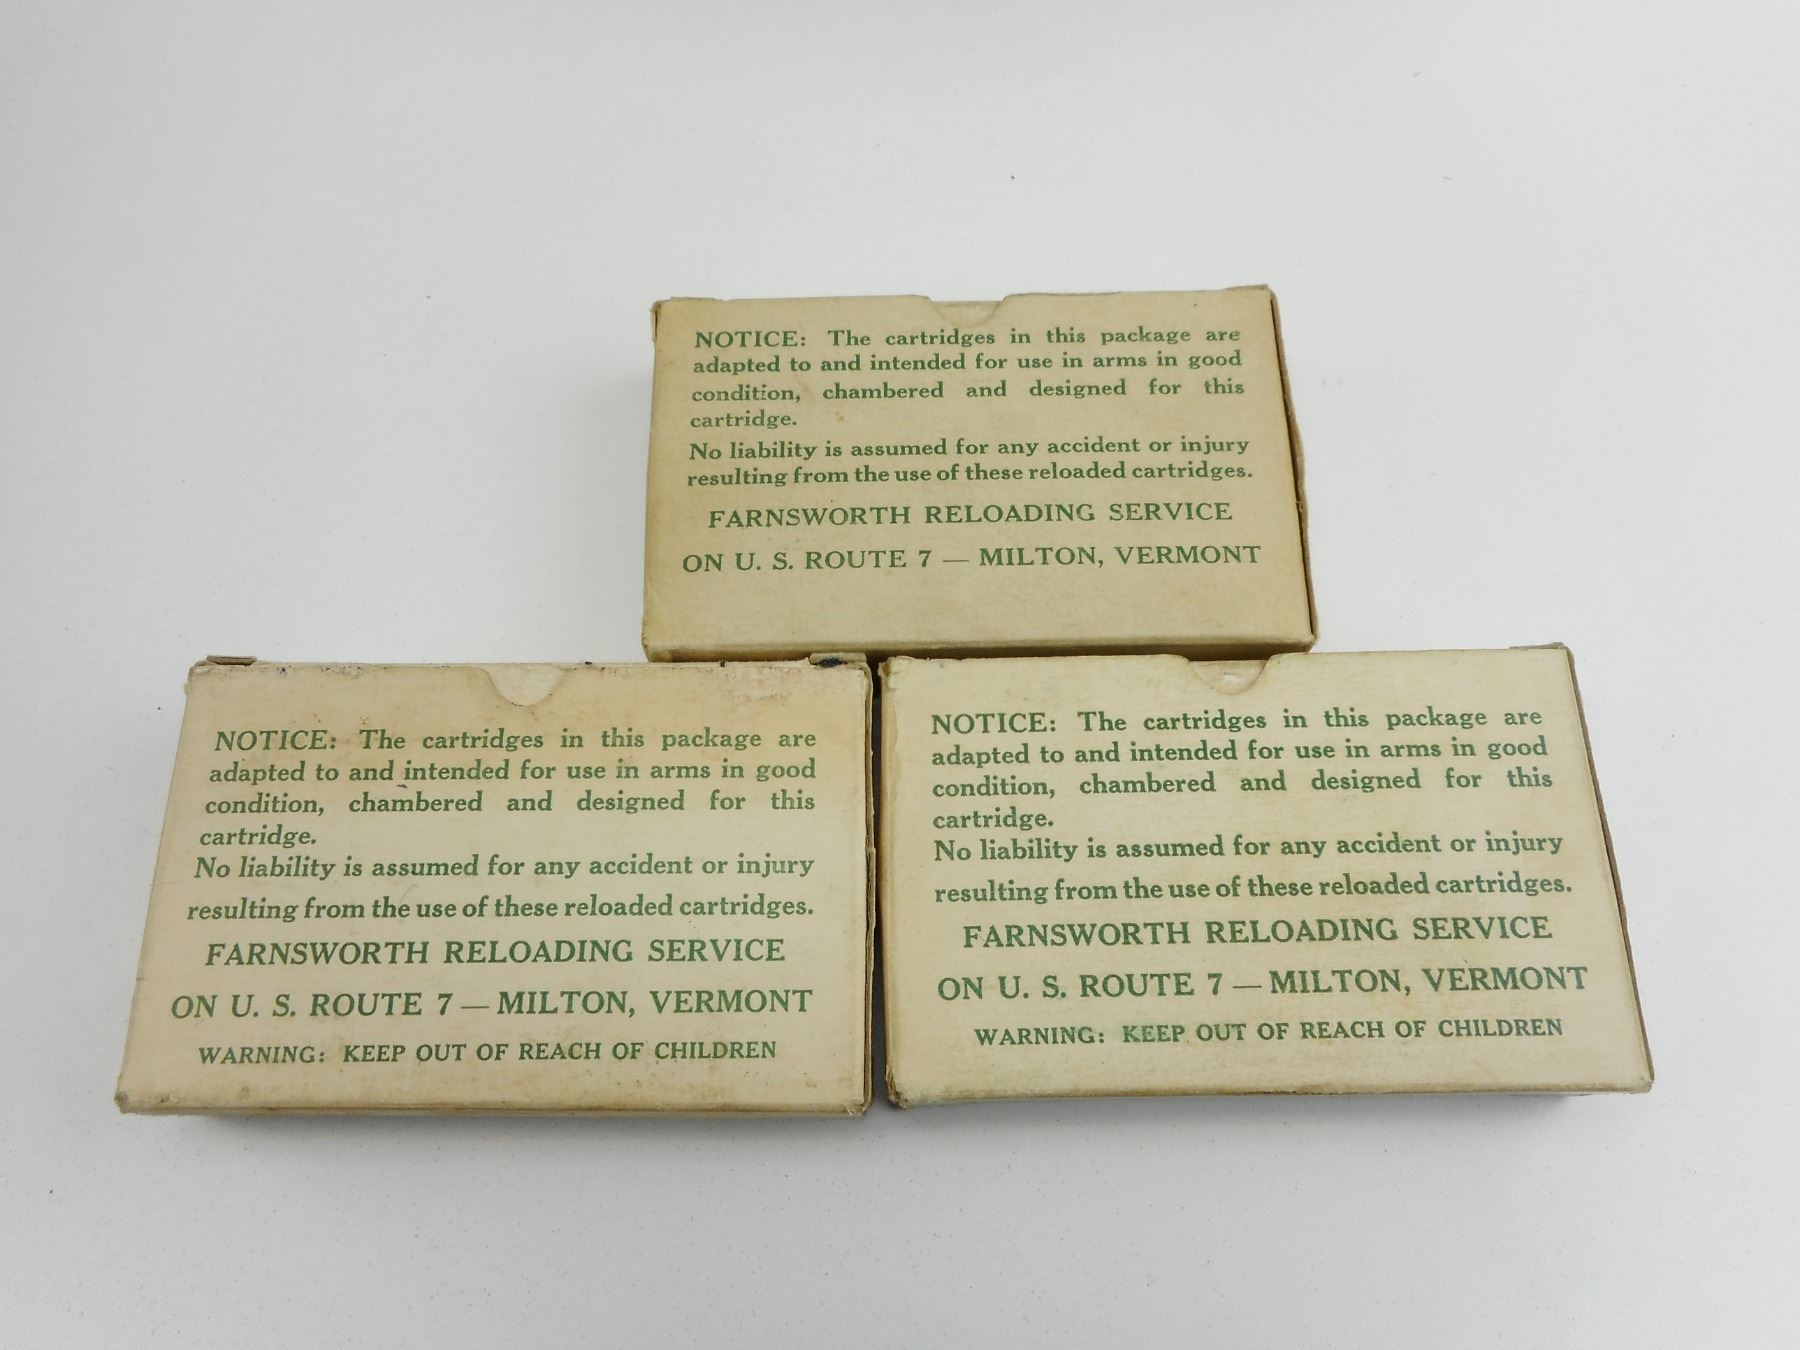 NOTICE: The cartridges in this package are
adapted to and intended for use in arms in good
condition, chambered and designed for this
cartridge.
No liability is assumed for any accident or injury
resulting from the use of these reloaded cartridges.
FARNSWORTH RELOADING SERVICE
ON U. S. ROUTE 7 — MILTON, VERMONT
NOTICE: The cartridges in this package are
adapted to and intended for use in arms in good
condition, chambered and designed for this
cartridge.
No liability is assumed for any accident or injury
resulting from the use of these reloaded cartridges.
FARNSWORTH RELOADING SERVICE
ON U. S. ROUTE 7 — MILTON, VERMONT
WARNING: KEEP OUT OF REACH OF CHILDREN
NOTICE: The cartridges in this package are
adapted to and intended for use in arms in good
condition, chambered and designed for this
cartridge.
No liability is assumed for any accident or injury
resulting from the use of these reloaded cartridges.
FARNSWORTH RELOADING SERVICE
ON U. S. ROUTE 7 — MILTON, VERMONT
WARNING: KEEP OUT OF REACH OF CHILDREN